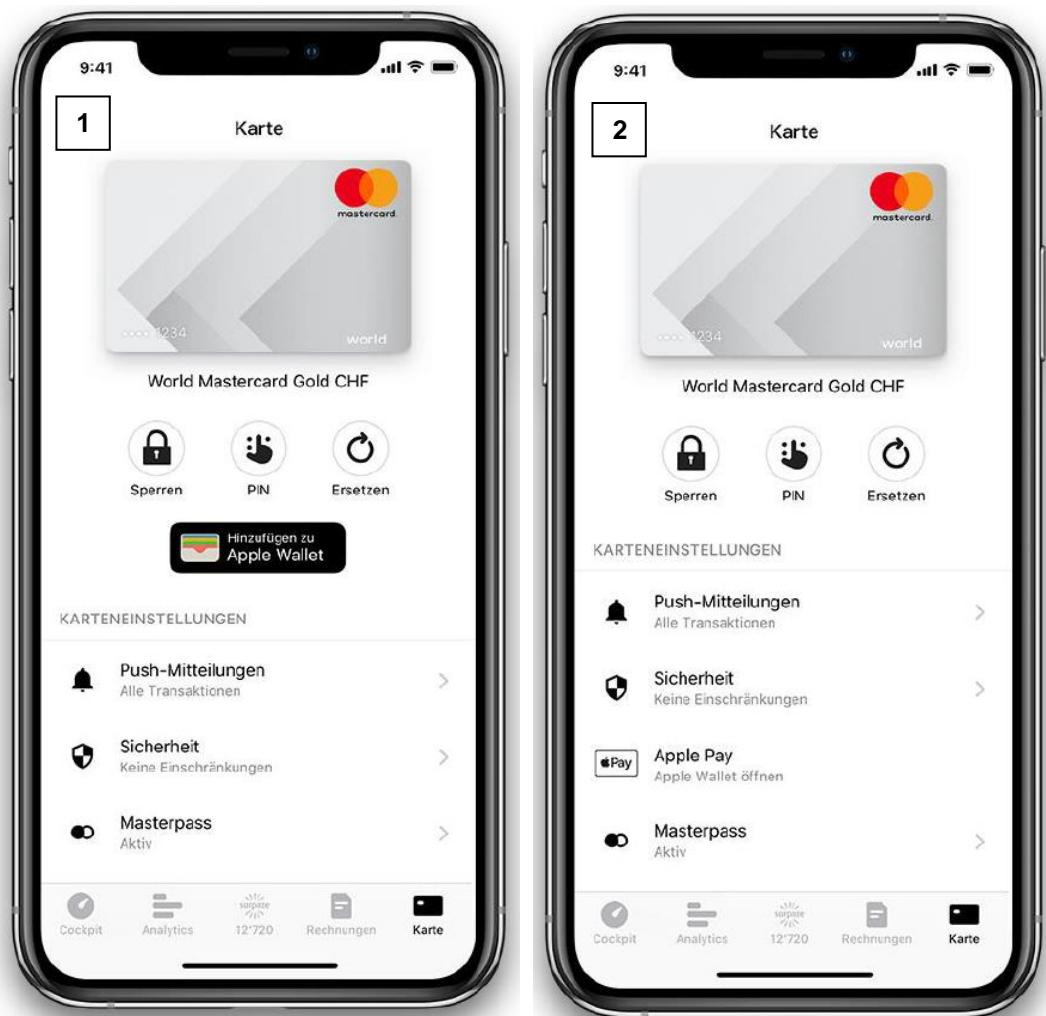 9:41
1
Karte
mastercard.
•••• 1234
world
World Mastercard Gold CHF
Sperren PIN Ersetzen
Hinzufügen zu
Apple Wallet
KARTENEINSTELLUNGEN
Push-Mitteilungen
Alle Transaktionen
Sicherheit
Keine Einschränkungen
Masterpass
Aktiv
surprize
Cockpit Analytics 12'720 Rechnungen Karte
9:41
2
Karte
mastercard.
•••• 1234
world
World Mastercard Gold CHF
Sperren PIN Ersetzen
KARTENEINSTELLUNGEN
Push-Mitteilungen
Alle Transaktionen
Sicherheit
Keine Einschränkungen
Pay
Apple Pay
Apple Wallet öffnen
Masterpass
Aktiv
surprize
Cockpit Analytics 12'720 Rechnungen Karte